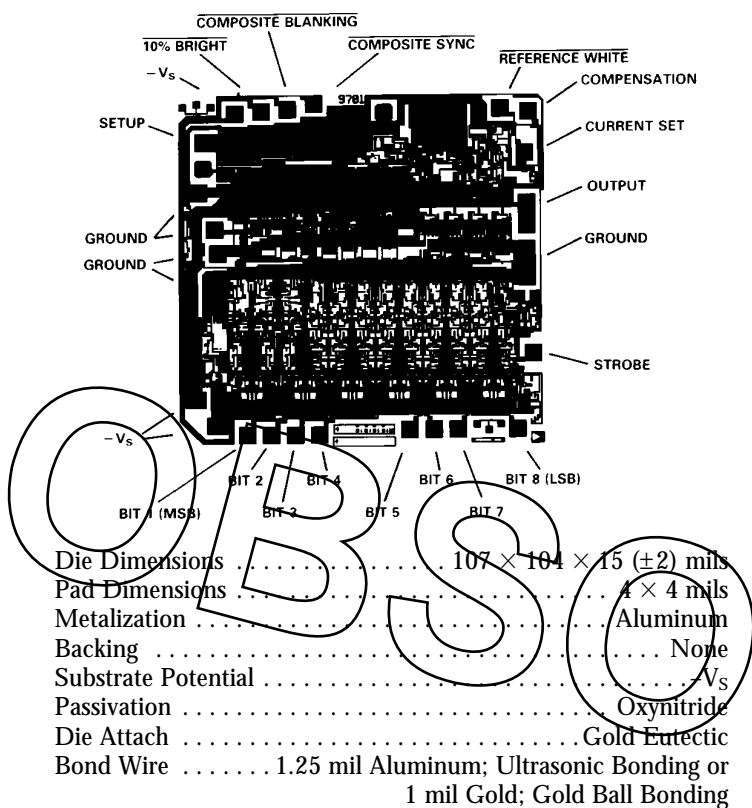 COMPOSITE BLANKING
10% BRIGHT
COMPOSITE SYNC
REFERENCE WHITE
–VS
COMPENSATION
9701
SETUP
CURRENT SET
OUTPUT
GROUND
GROUND
GROUND
STROBE
–VS
BIT 2
BIT 4
BIT 6
BIT 8 (LSB)
BIT 1 (MSB)
BIT 3
BIT 5
BIT 7
OBSO
Die Dimensions . . . . . . . . . . . . . . . . . 107 × 104 × 15 (±2) mils
Pad Dimensions . . . . . . . . . . . . . . . . . . . . . . . . . . . . . . 4 × 4 mils
Metalization . . . . . . . . . . . . . . . . . . . . . . . . . . . . . . . Aluminum
Backing . . . . . . . . . . . . . . . . . . . . . . . . . . . . . . . . . . . . . None
Substrate Potential . . . . . . . . . . . . . . . . . . . . . . . . . . . . . . –VS
Passivation . . . . . . . . . . . . . . . . . . . . . . . . . . . . . . . Oxynitride
Die Attach . . . . . . . . . . . . . . . . . . . . . . . . . . . . Gold Eutectic
Bond Wire . . . . . . . 1.25 mil Aluminum; Ultrasonic Bonding or
1 mil Gold; Gold Ball Bonding